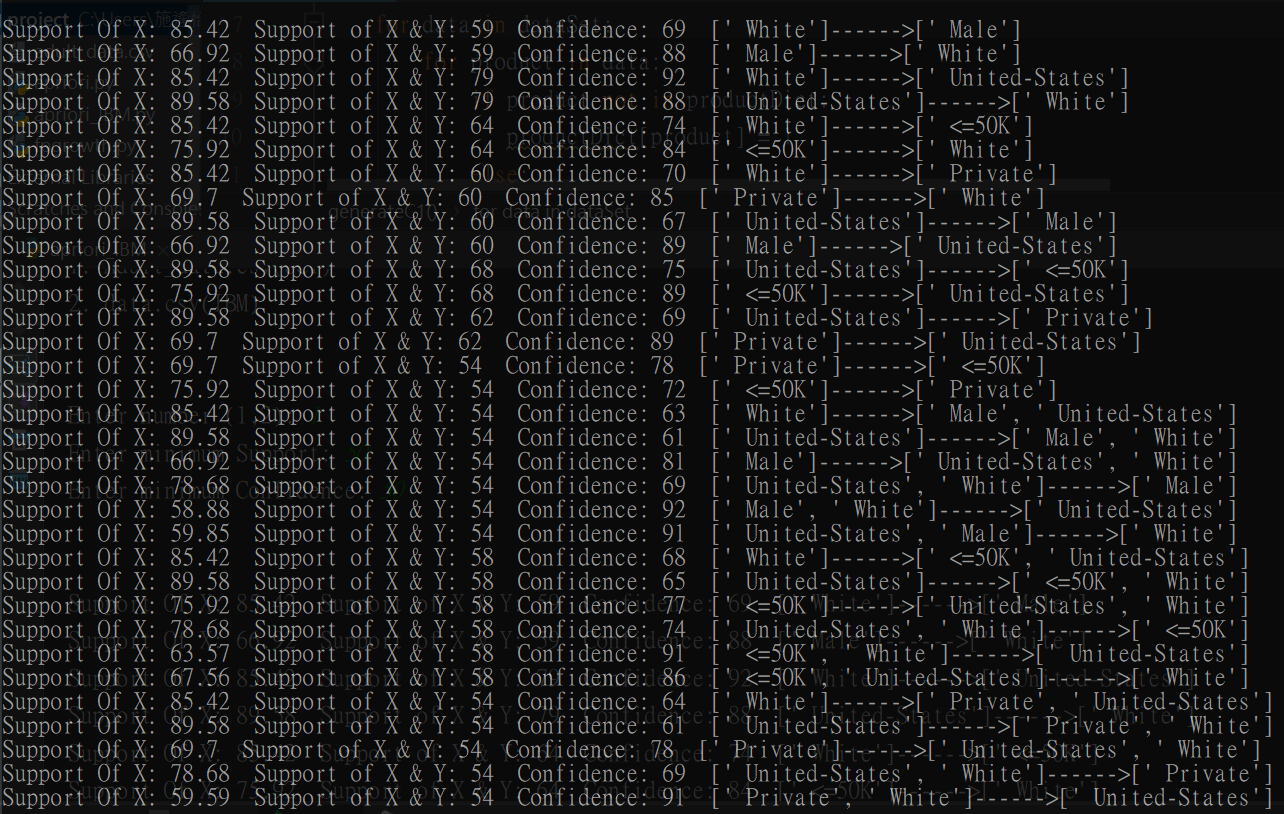 Support Of X: 85.42  Support of X & Y: 59  Confidence: 69  [' White']------>[' Male']
Support Of X: 66.92  Support of X & Y: 59  Confidence: 88  [' Male']------>[' White']
Support Of X: 85.42  Support of X & Y: 79  Confidence: 92  [' White']------>[' United-States']
Support Of X: 89.58  Support of X & Y: 79  Confidence: 88  [' United-States']------>[' White']
Support Of X: 85.42  Support of X & Y: 64  Confidence: 74  [' White']------>[' <=50K']
Support Of X: 75.92  Support of X & Y: 64  Confidence: 84  [' <=50K']------>[' White']
Support Of X: 85.42  Support of X & Y: 60  Confidence: 70  [' White']------>[' Private']
Support Of X: 69.7  Support of X & Y: 60  Confidence: 85  [' Private']------>[' White']
Support Of X: 89.58  Support of X & Y: 60  Confidence: 67  [' United-States']------>[' Male']
Support Of X: 66.92  Support of X & Y: 60  Confidence: 89  [' Male']------>[' United-States']
Support Of X: 89.58  Support of X & Y: 68  Confidence: 75  [' United-States']------>[' <=50K']
Support Of X: 75.92  Support of X & Y: 68  Confidence: 89  [' <=50K']------>[' United-States']
Support Of X: 89.58  Support of X & Y: 62  Confidence: 69  [' United-States']------>[' Private']
Support Of X: 69.7  Support of X & Y: 62  Confidence: 89  [' Private']------>[' United-States']
Support Of X: 69.7  Support of X & Y: 54  Confidence: 78  [' Private']------>[' <=50K']
Support Of X: 75.92  Support of X & Y: 54  Confidence: 72  [' <=50K']------>[' Private']
Support Of X: 85.42  Support of X & Y: 54  Confidence: 63  [' White']------>[' Male', ' United-States']
Support Of X: 89.58  Support of X & Y: 54  Confidence: 61  [' United-States']------>[' Male', ' White']
Support Of X: 66.92  Support of X & Y: 54  Confidence: 81  [' Male']------>[' United-States', ' White']
Support Of X: 78.68  Support of X & Y: 54  Confidence: 69  [' United-States', ' White']------>[' Male']
Support Of X: 58.88  Support of X & Y: 54  Confidence: 92  [' Male', ' White']------>[' United-States']
Support Of X: 59.85  Support of X & Y: 54  Confidence: 91  [' United-States', ' Male']------>[' White']
Support Of X: 85.42  Support of X & Y: 58  Confidence: 68  [' White']------>[' <=50K', ' United-States']
Support Of X: 89.58  Support of X & Y: 58  Confidence: 65  [' United-States']------>[' <=50K', ' White']
Support Of X: 75.92  Support of X & Y: 58  Confidence: 77  [' <=50K']------>[' United-States', ' White']
Support Of X: 78.68  Support of X & Y: 58  Confidence: 74  [' United-States', ' White']------>[' <=50K']
Support Of X: 63.57  Support of X & Y: 58  Confidence: 91  [' <=50K', ' White']------>[' United-States']
Support Of X: 67.56  Support of X & Y: 58  Confidence: 86  [' <=50K', ' United-States']------>[' White']
Support Of X: 85.42  Support of X & Y: 54  Confidence: 64  [' White']------>[' Private', ' United-States']
Support Of X: 89.58  Support of X & Y: 54  Confidence: 61  [' United-States']------>[' Private', ' White']
Support Of X: 69.7  Support of X & Y: 54  Confidence: 78  [' Private']------>[' United-States', ' White']
Support Of X: 78.68  Support of X & Y: 54  Confidence: 69  [' United-States', ' White']------>[' Private']
Support Of X: 59.59  Support of X & Y: 54  Confidence: 91  [' Private', ' White']------>[' United-States']